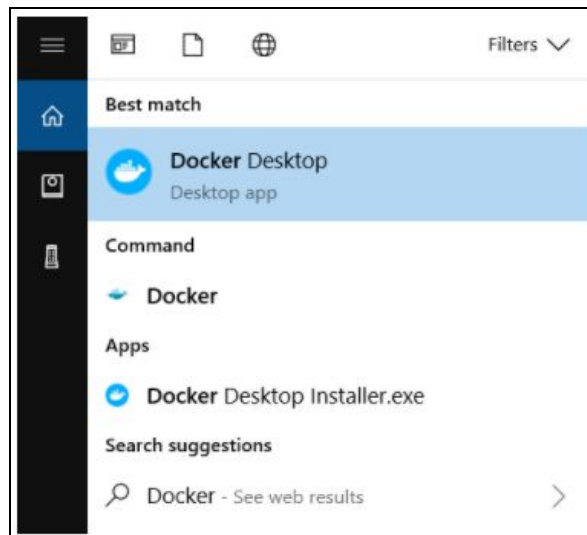 Filters
Best match
Docker Desktop
Desktop app
Command
Docker
Apps
Docker Desktop Installer.exe
Search suggestions
Docker - See web results